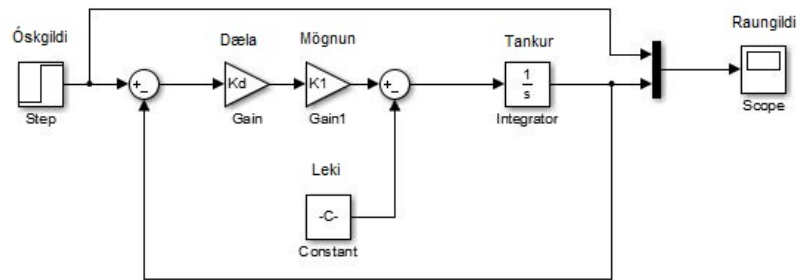 Óskgildi
Dæla
Mögnun
Tankur
Raungildi
+
−
Kd
K1
+
−
1
s
Step
Gain
Gain1
Integrator
Scope
Leki
-C-
Constant